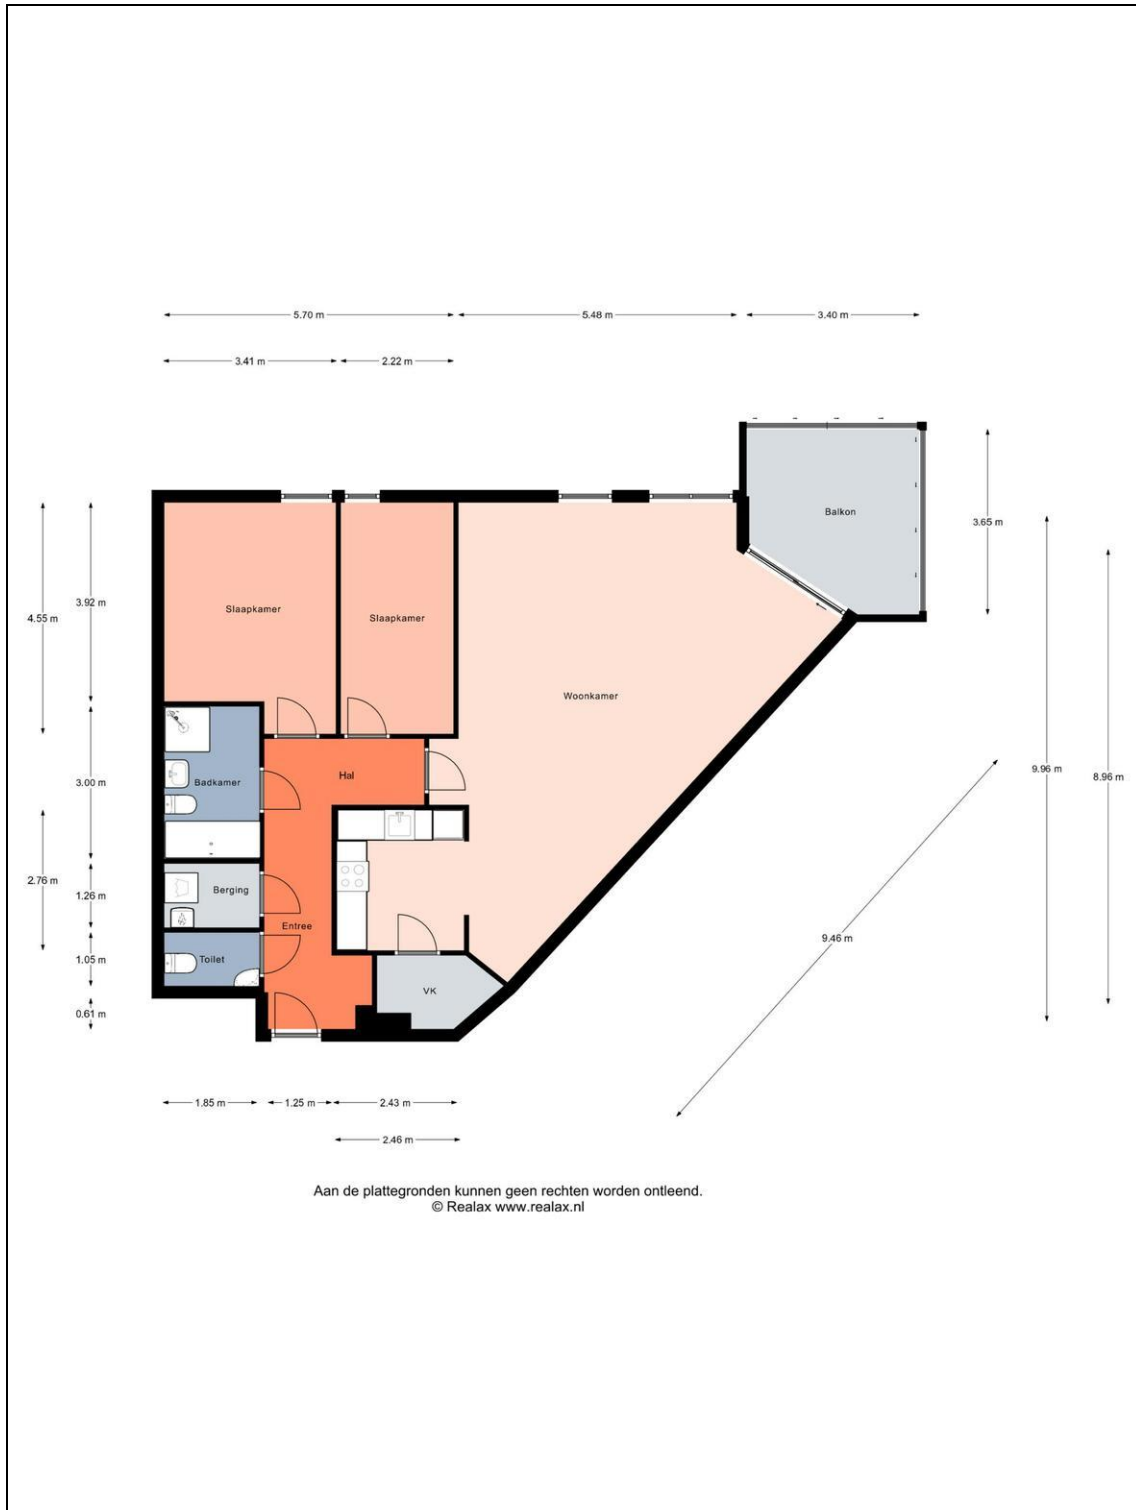 5.70 m
5.48 m
3.40 m
3.41 m
2.22 m
Balkon
3.65 m
3.92 m
4.55 m
Slaapkamer
Slaapkamer
Woonkamer
Hal
9.96 m
8.96 m
3.00 m
Badkamer
2.76 m
1.26 m
Berging
Entree
9.46 m
1.05 m
Toilet
VK
0.61 m
1.85 m
1.25 m
2.43 m
2.46 m
Aan de plattegronden kunnen geen rechten worden ontleend.
© Realax www.realax.nl